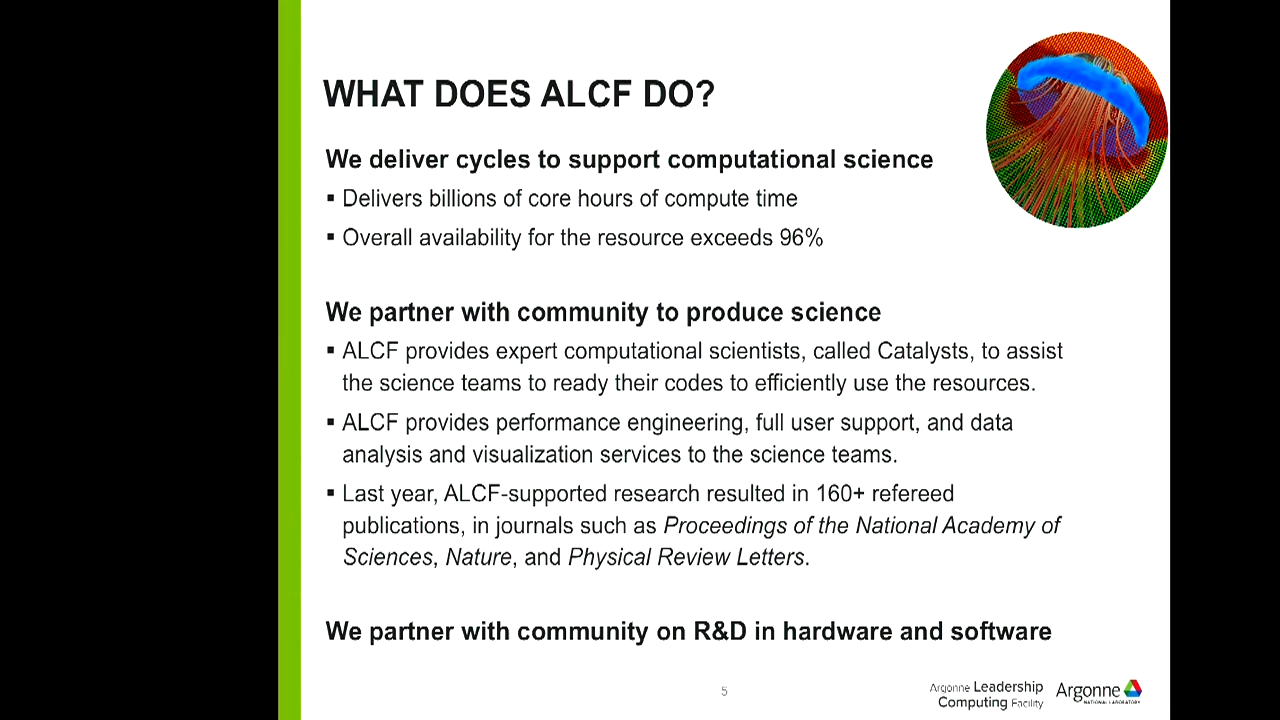 WHAT DOES ALCF DO?
We deliver cycles to support computational science
▪ Delivers billions of core hours of compute time
▪ Overall availability for the resource exceeds 96%
We partner with community to produce science
▪ ALCF provides expert computational scientists, called Catalysts, to assist
the science teams to ready their codes to efficiently use the resources.
▪ ALCF provides performance engineering, full user support, and data
analysis and visualization services to the science teams.
▪ Last year, ALCF-supported research resulted in 160+ refereed
publications, in journals such as Proceedings of the National Academy of
Sciences, Nature, and Physical Review Letters.
We partner with community on R&D in hardware and software
5
Argonne Leadership
Computing Facility
Argonne
NATIONAL LABORATORY